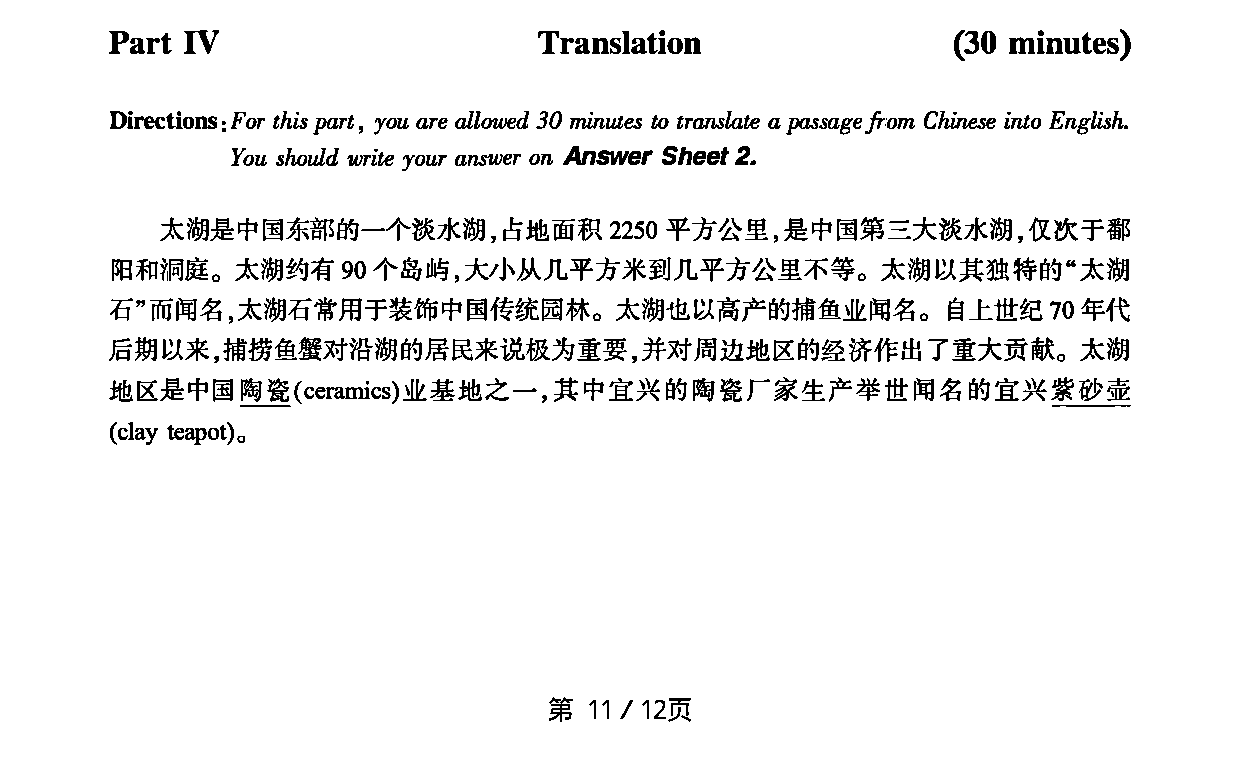 Part IV Translation (30 minutes)
Directions: For this part, you are allowed 30 minutes to translate a passage from Chinese into English.
You should write your answer on Answer Sheet 2.
太湖是中国东部的一个淡水湖,占地面积 2250 平方公里,是中国第三大淡水湖,仅次于鄱
阳和洞庭。太湖约有 90 个岛屿,大小从几平方米到几平方公里不等。太湖以其独特的“太湖
石”而闻名,太湖石常用于装饰中国传统园林。太湖也以高产的捕鱼业闻名。自上世纪 70 年代
后期以来,捕捞鱼蟹对沿湖的居民来说极为重要,并对周边地区的经济作出了重大贡献。太湖
地区是中国陶瓷(ceramics)业基地之一,其中宜兴的陶瓷厂家生产举世闻名的宜兴紫砂壶
(clay teapot)。
第 11 / 12页